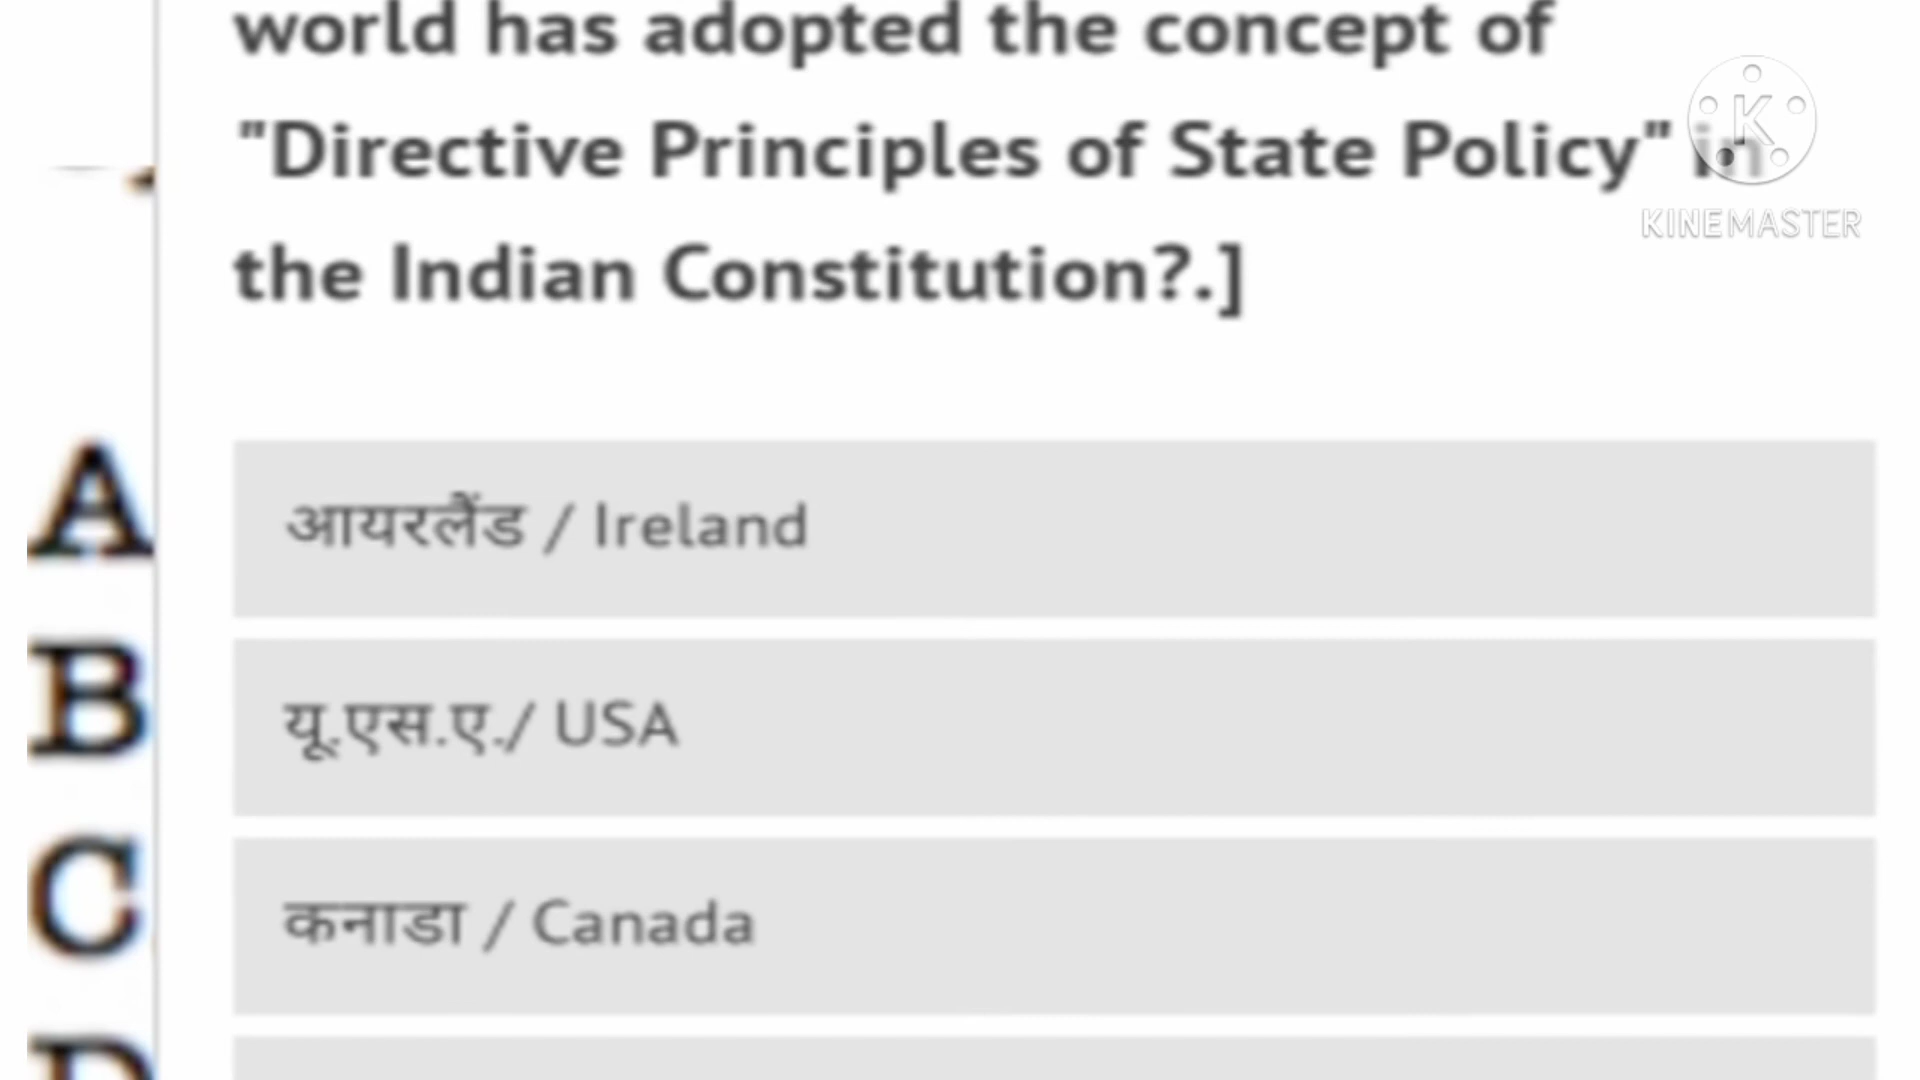 world has adopted the concept of
"Directive Principles of State Policy" in
the Indian Constitution?.]
KINEMASTER
A
आयरलैंड / Ireland
B
यू.एस.ए./ USA
C
कनाडा / Canada
D